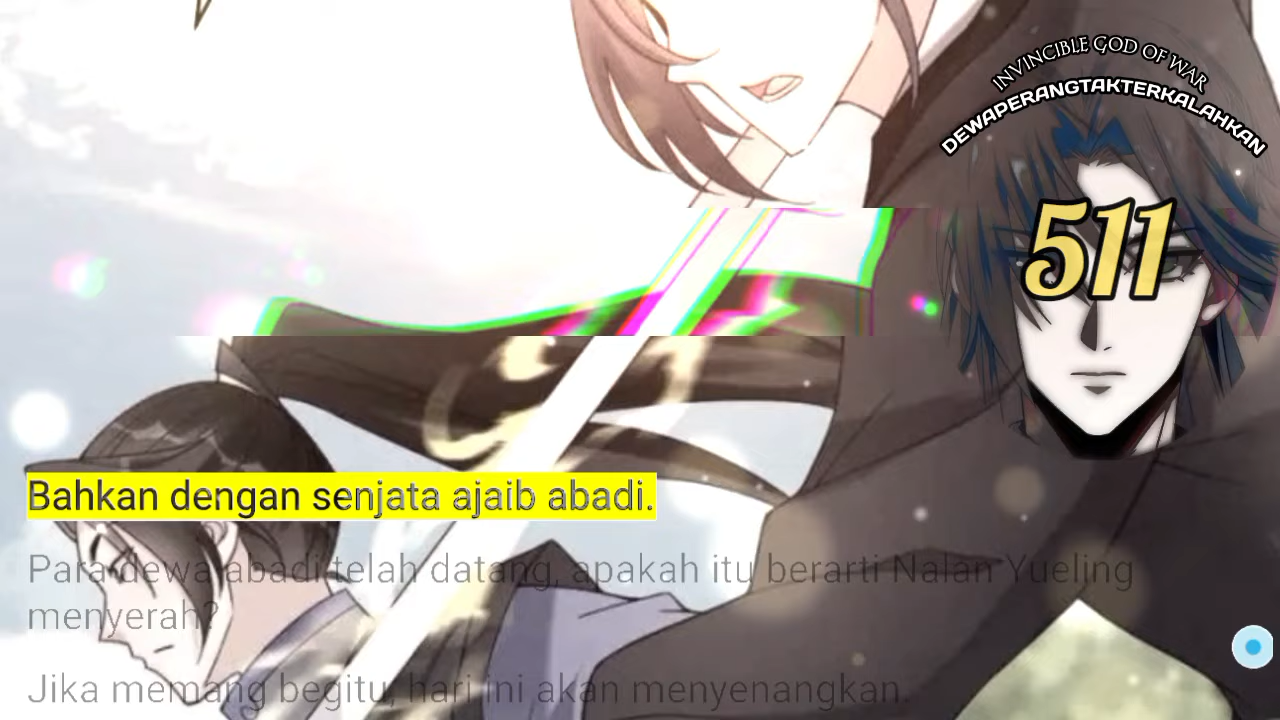 INVINCIBLE GOD OF WAR
DEWAPERANGTAKTERKALAHKAN
511
Bahkan dengan senjata ajaib abadi.
Para dewa abadi telah datang, apakah itu berarti Nalan Yueling
menyerah?
Jika memang begitu, hari ini akan menyenangkan.